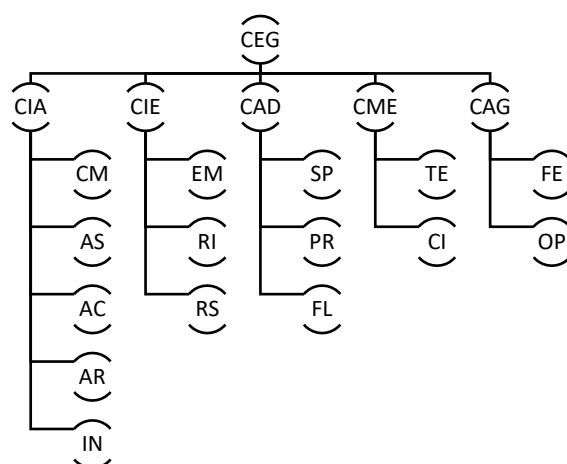 CEG
CIA CIE CAD CME CAG
CM EM SP TE FE
AS RI PR CI OP
AC RS FL
AR
IN